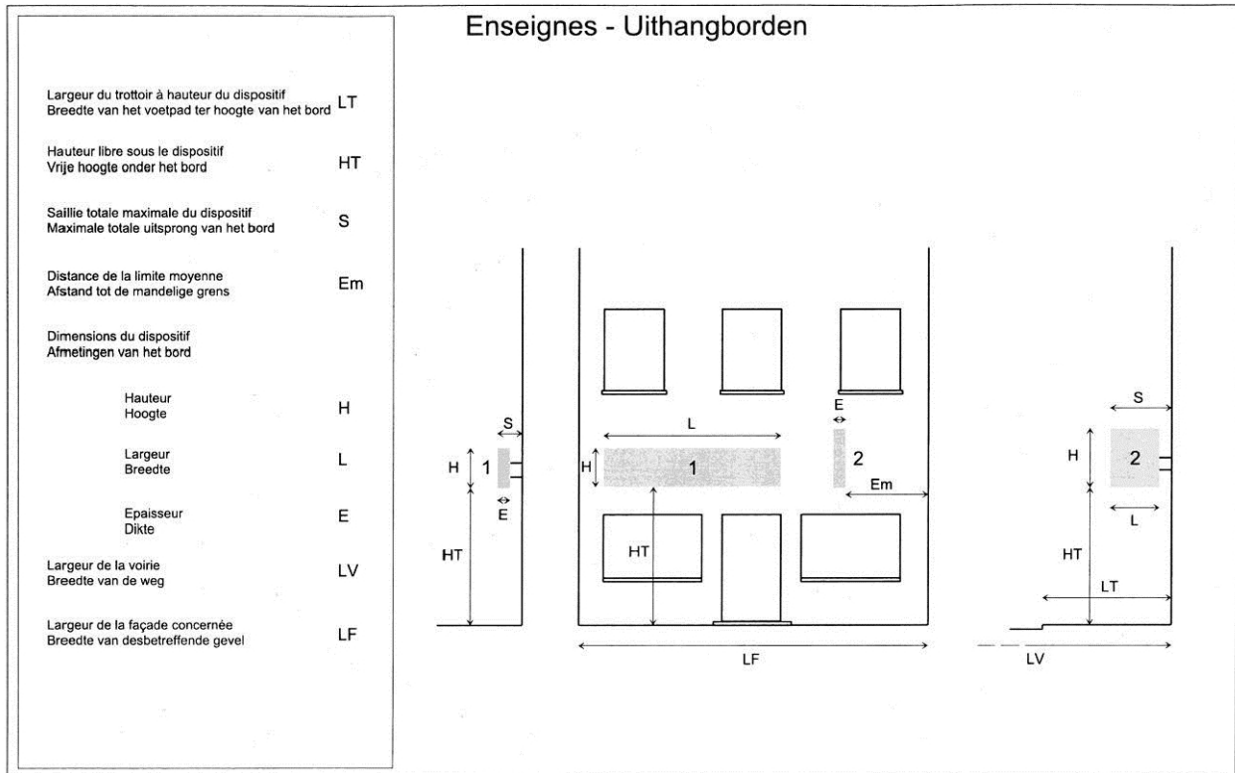 Enseignes - Uithangborden
Largeur du trottoir à hauteur du dispositif
Breedte van het voetpad ter hoogte van het bord
LT
Hauteur libre sous le dispositif
Vrije hoogte onder het bord
HT
Saillie totale maximale du dispositif
Maximale totale uitsprong van het bord
S
Distance de la limite moyenne
Afstand tot de mandelige grens
Em
Dimensions du dispositif
Afmetingen van het bord
Hauteur
Hoogte
H
Largeur
Breedte
L
Epaisseur
Dikte
E
Largeur de la voirie
Breedte van de weg
LV
Largeur de la façade concernée
Breedte van desbetreffende gevel
LF
S
H
1
E
HT
L
H
1
HT
E
2
Em
LF
S
H
2
L
HT
LT
LV